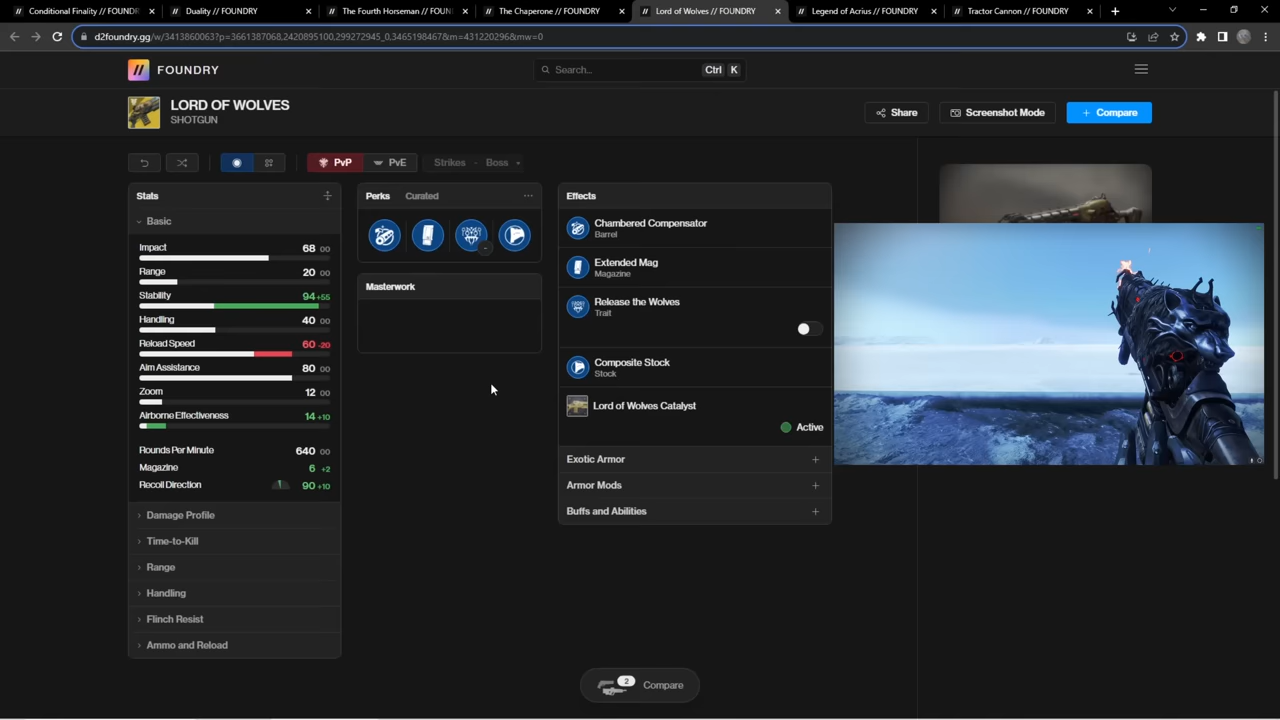 Conditional Finality // FOUNDR
Duality // FOUNDRY
The Fourth Horseman // FOUN
The Chaperone // FOUNDRY
Lord of Wolves // FOUNDRY
Legend of Acrius // FOUNDRY
Tractor Cannon // FOUNDRY
d2foundry.gg/w/3413860063?p=3661387068,2420895100,299272945_0,3465198467&m=431220296&mw=0
FOUNDRY
Search...
Ctrl K
LORD OF WOLVES
SHOTGUN
Share
Screenshot Mode
+ Compare
PvP
PvE
Strikes - Boss
Stats
Basic
Impact 68 00
Range 20 00
Stability 94 +55
Handling 40 00
Reload Speed 60 -20
Aim Assistance 80 00
Zoom 12 00
Airborne Effectiveness 14 +10
Rounds Per Minute 640 00
Magazine 6 +2
Recoil Direction 90 +10
Damage Profile
Time-to-Kill
Range
Handling
Flinch Resist
Ammo and Reload
Perks
Curated
Masterwork
Effects
Chambered Compensator
Barrel
Extended Mag
Magazine
Release the Wolves
Trait
Composite Stock
Stock
Lord of Wolves Catalyst
Active
Exotic Armor +
Armor Mods +
Buffs and Abilities +
2
Compare